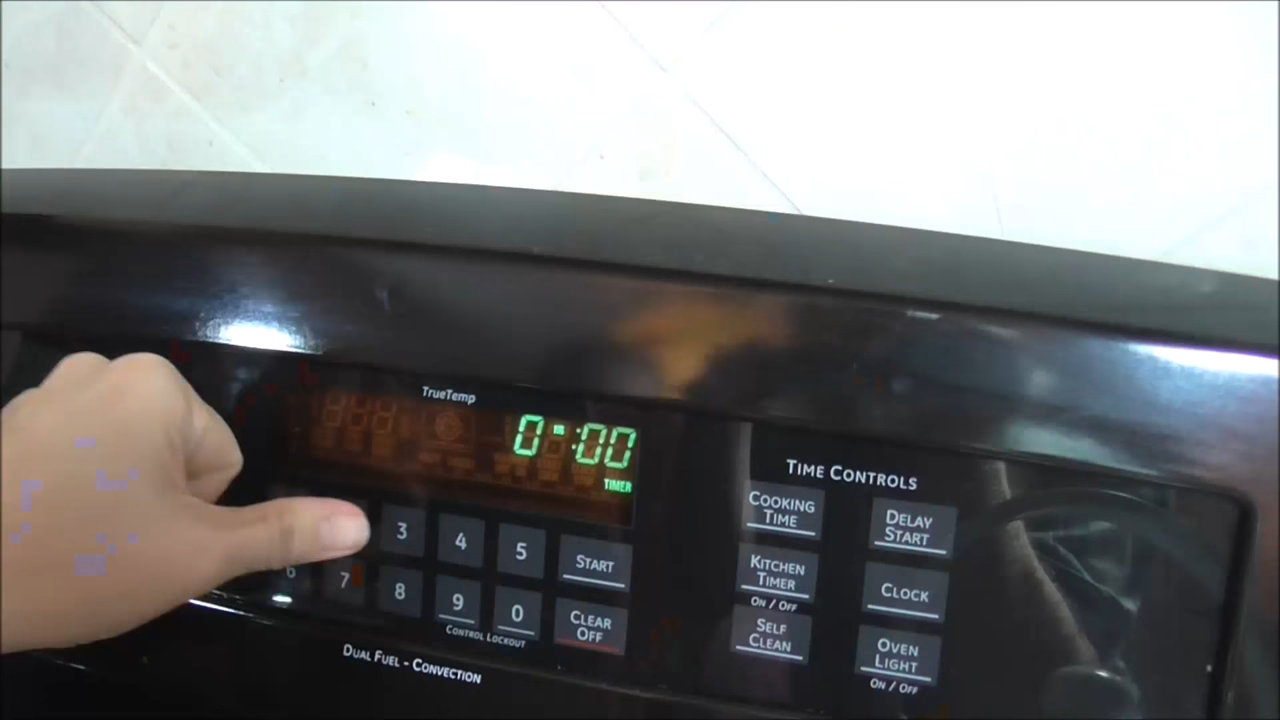 TrueTemp
0:00
TIMER
3 4 5 START
6 7 8 9 0 CLEAR OFF
CONTROL LOCKOUT
DUAL FUEL - CONVECTION
TIME CONTROLS
COOKING
TIME
DELAY
START
KITCHEN
TIMER
ON / OFF
CLOCK
SELF
CLEAN
OVEN
LIGHT
ON / OFF